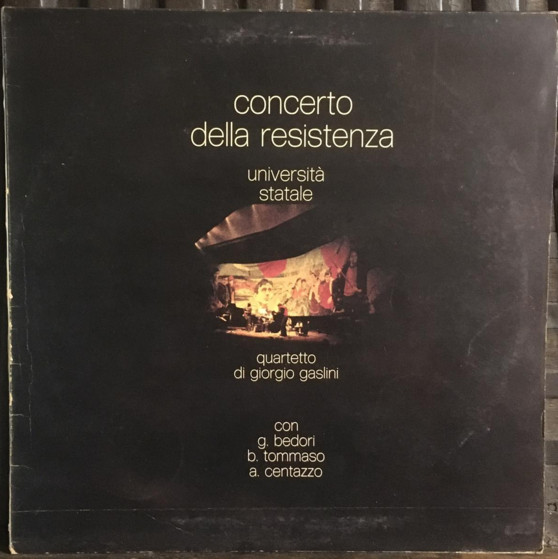 concerto
della resistenza
università
statale
quartetto
di giorgio gaslini
con
g. bedori
b. tommaso
a. centazzo